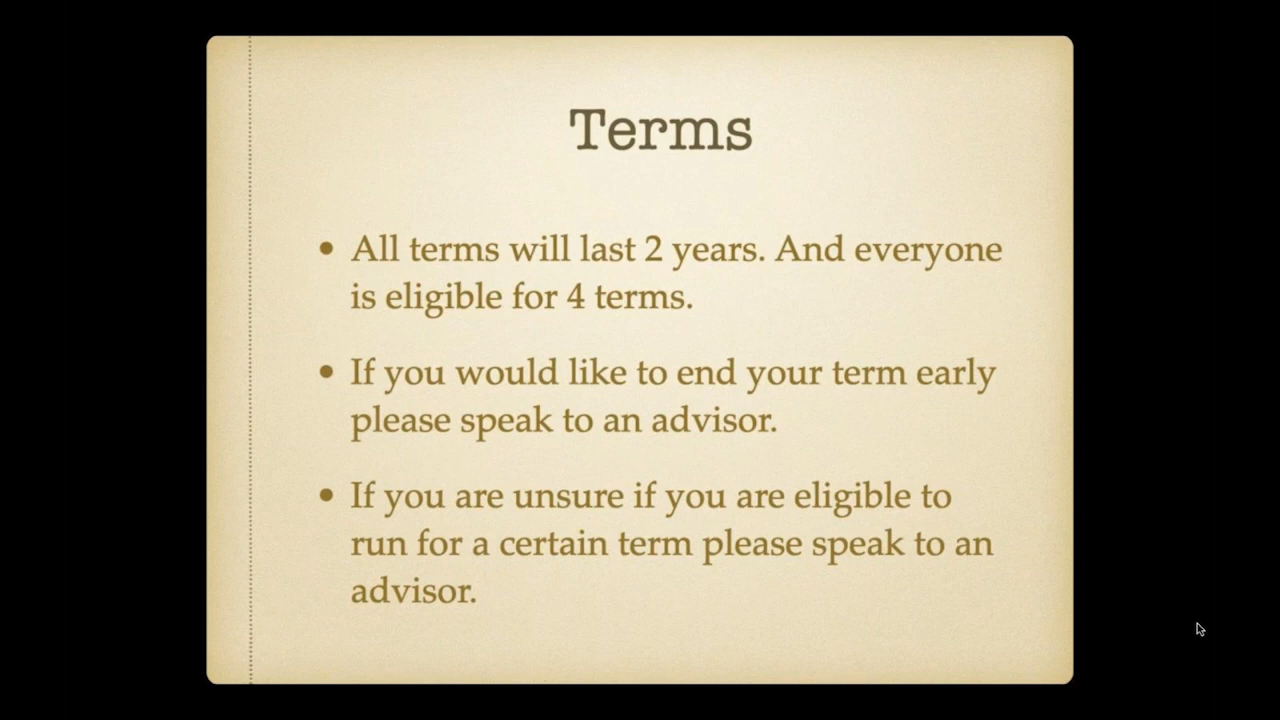 Terms
• All terms will last 2 years. And everyone
is eligible for 4 terms.
• If you would like to end your term early
please speak to an advisor.
• If you are unsure if you are eligible to
run for a certain term please speak to an
advisor.